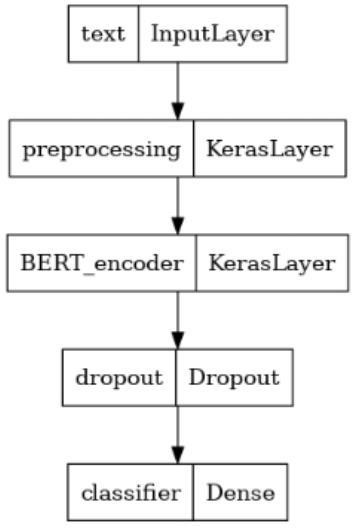 text InputLayer
preprocessing KerasLayer
BERT_encoder KerasLayer
dropout Dropout
classifier Dense